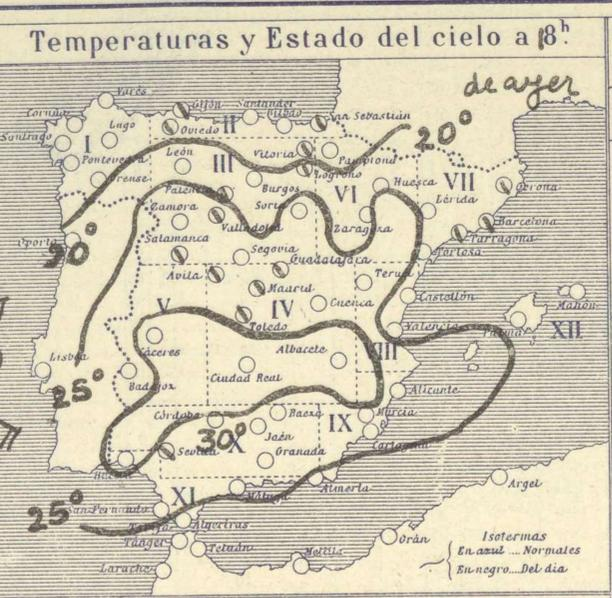 Temperaturas y Estado del cielo a 18ʰ.
de ayer
Varés
Coruña
Gijón
Santander
Bilbao
San Sebastián
20°
Santiago
I
Lugo
Oviedo
II
Pontevedra
León
III
Vitoria
Pamplona
Logroño
VII
Orense
Palencia
Burgos
VI
Huesca
Gerona
Zamora
Soria
Lérida
Valladolid
Zaragoza
Barcelona
Oporto
Salamanca
Tarragona
20°
Segovia
Guadalajara
Tortosa
Ávila
Teruel
Madrid
Mahón
V
IV
Cuenca
Castellón
Toledo
Valencia
Palma
XII
Lisboa
Cáceres
Albacete
VIII
25°
Badajoz
Ciudad Real
Alicante
Córdoba
Baeza
IX
Murcia
30°
Jaén
Sevilla
X
Cartagena
Huelva
Granada
XI
Almería
Argel
25°
San Fernando
Málaga
Tarifa
Algeciras
Tánger
Tetuán
Orán
Melilla
Larache
Isotermas
En azul ... Normales
En negro.... Del dia